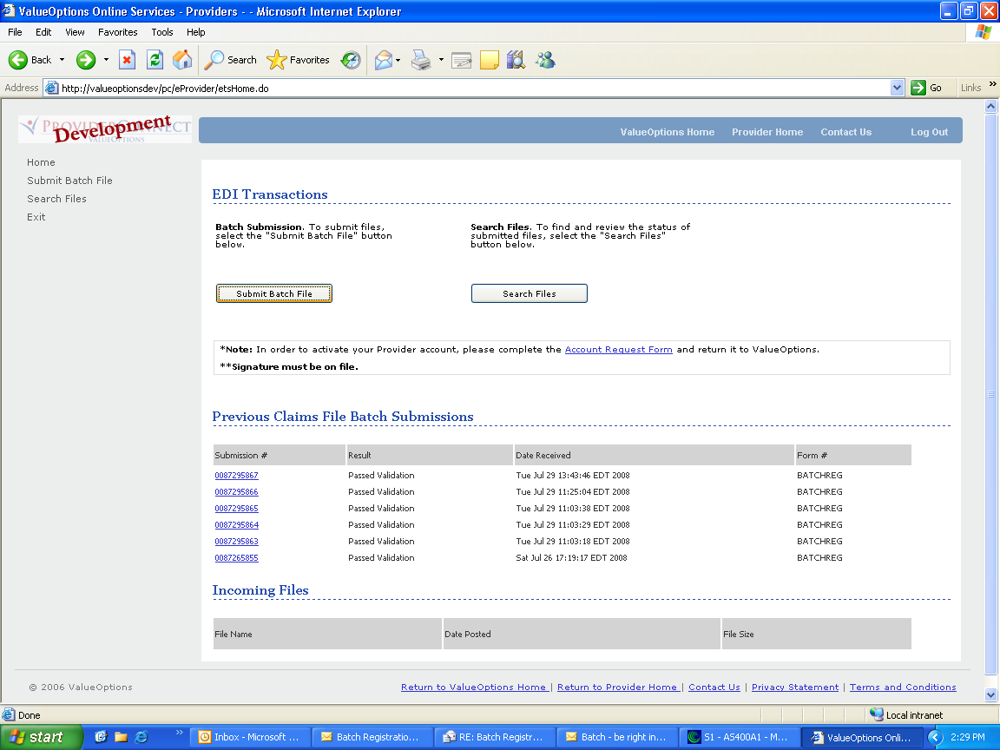 ValueOptions Online Services - Providers - - Microsoft Internet Explorer
File Edit View Favorites Tools Help
Back Search Favorites
Address http://valueoptionsdev/pc/eProvider/etsHome.do Go Links »
PROVIDERCONNECT
VALUEOPTIONS
Development
ValueOptions Home Provider Home Contact Us Log Out
Home
Submit Batch File
Search Files
Exit
EDI Transactions
Batch Submission. To submit files,
select the "Submit Batch File" button
below.
Search Files. To find and review the status of
submitted files, select the "Search Files"
button below.
Submit Batch File Search Files
*Note: In order to activate your Provider account, please complete the Account Request Form and return it to ValueOptions.
**Signature must be on file.
Previous Claims File Batch Submissions
Submission # Result Date Received Form #
0087295867 Passed Validation Tue Jul 29 13:43:46 EDT 2008 BATCHREG
0087295866 Passed Validation Tue Jul 29 11:25:04 EDT 2008 BATCHREG
0087295865 Passed Validation Tue Jul 29 11:03:38 EDT 2008 BATCHREG
0087295864 Passed Validation Tue Jul 29 11:03:29 EDT 2008 BATCHREG
0087295863 Passed Validation Tue Jul 29 11:03:18 EDT 2008 BATCHREG
0087265855 Passed Validation Sat Jul 26 17:19:17 EDT 2008 BATCHREG
Incoming Files
File Name Date Posted File Size
© 2006 ValueOptions
Return to ValueOptions Home | Return to Provider Home | Contact Us | Privacy Statement | Terms and Conditions
Done Local intranet
start » Inbox - Microsoft ... Batch Registratio... RE: Batch Registr... Batch - be right in... S1 - AS400A1 - M... ValueOptions Onli... 2:29 PM